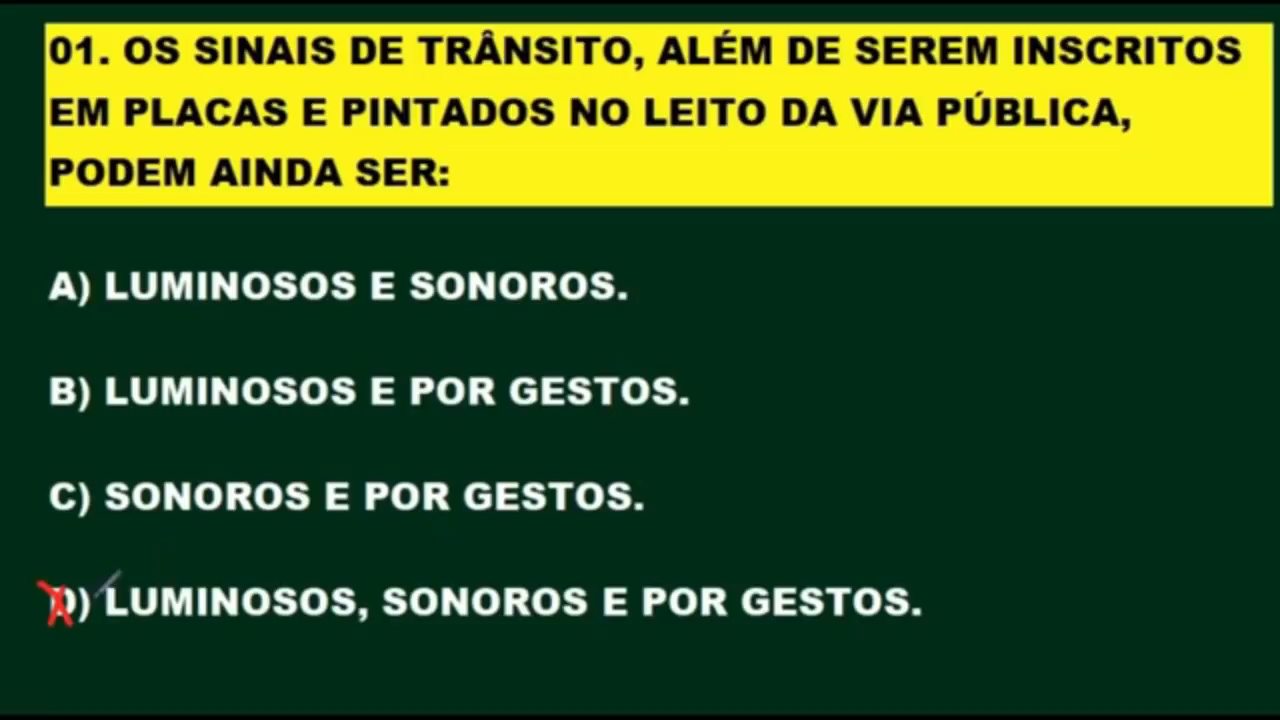 01. OS SINAIS DE TRÂNSITO, ALÉM DE SEREM INSCRITOS
EM PLACAS E PINTADOS NO LEITO DA VIA PÚBLICA,
PODEM AINDA SER:
A) LUMINOSOS E SONOROS.
B) LUMINOSOS E POR GESTOS.
C) SONOROS E POR GESTOS.
D) LUMINOSOS, SONOROS E POR GESTOS.